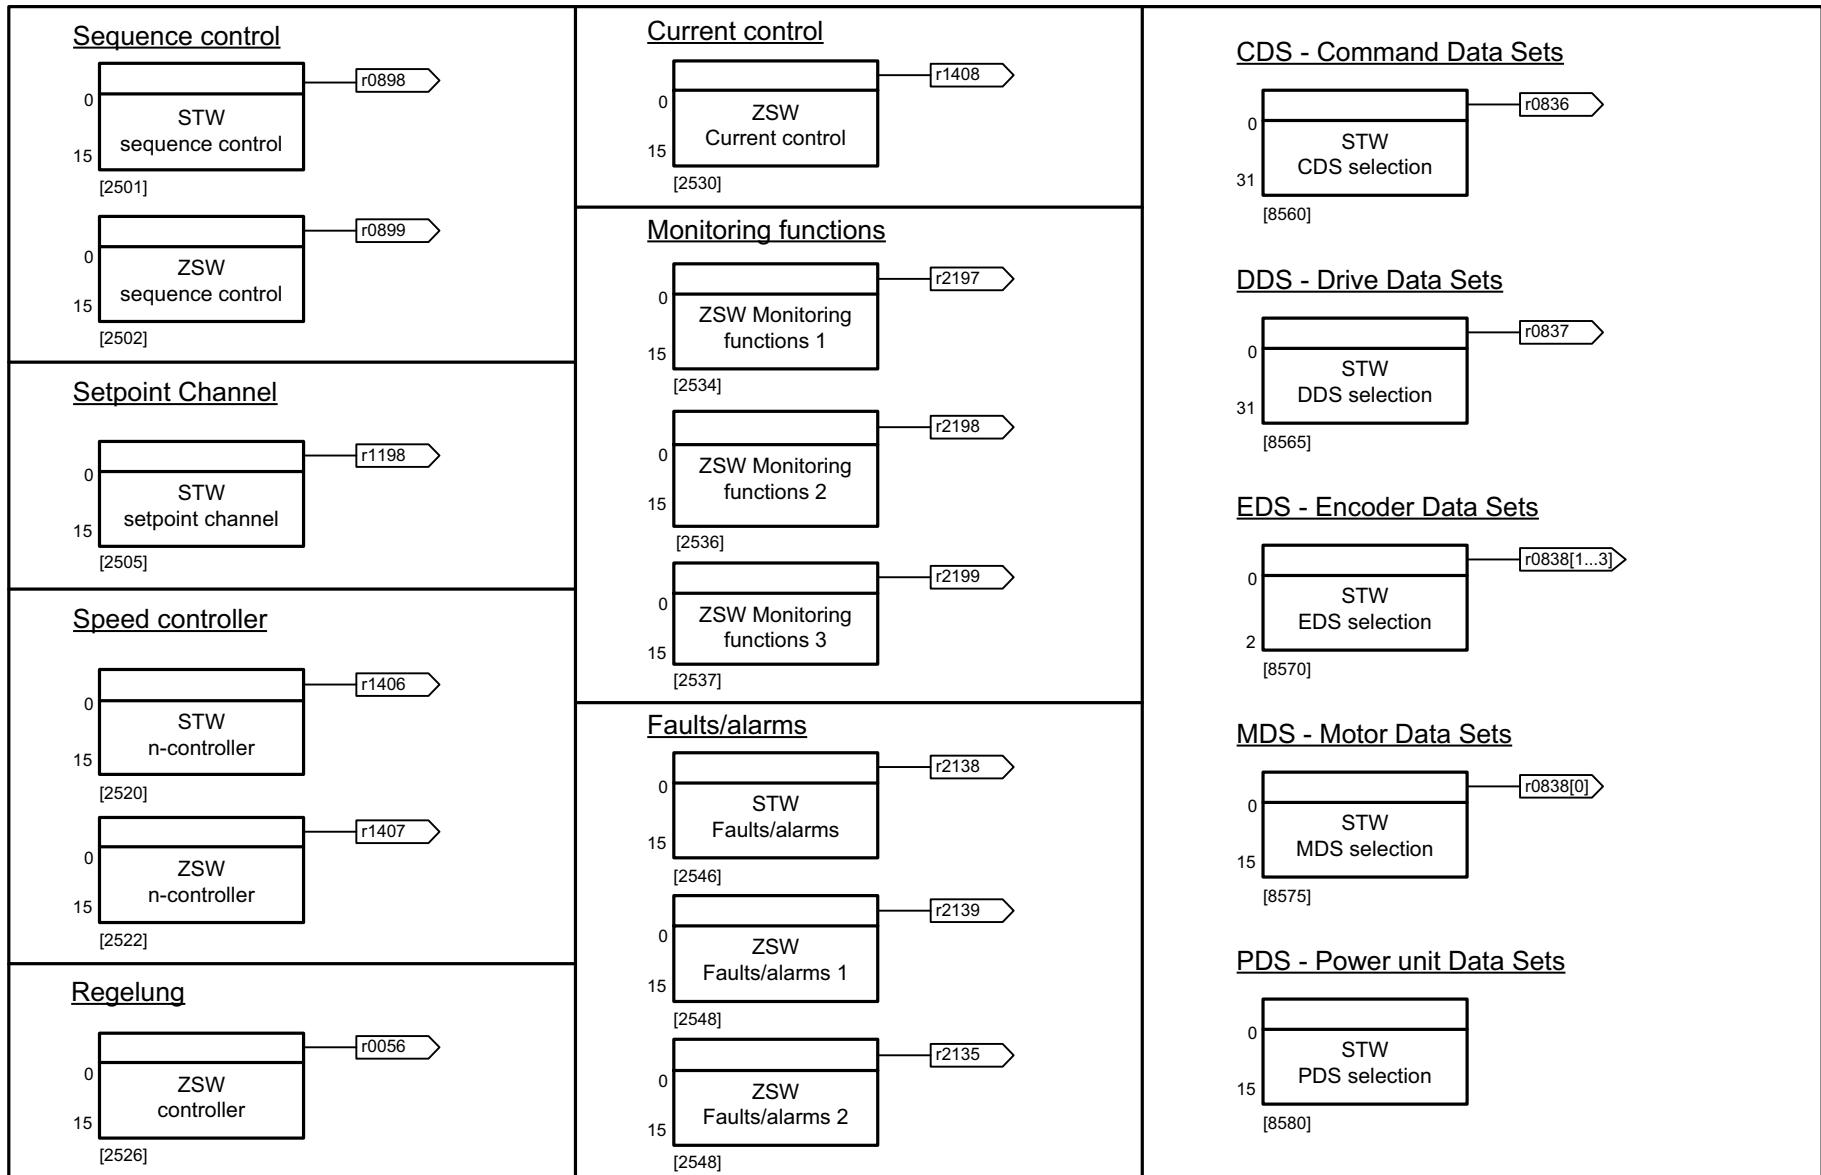 Sequence control
r0898
0
STW
sequence control
15
[2501]
r0899
0
ZSW
sequence control
15
[2502]
Setpoint Channel
r1198
0
STW
setpoint channel
15
[2505]
Speed controller
r1406
0
STW
n-controller
15
[2520]
r1407
0
ZSW
n-controller
15
[2522]
Regelung
r0056
0
ZSW
controller
15
[2526]
Current control
r1408
0
ZSW
Current control
15
[2530]
Monitoring functions
r2197
0
ZSW Monitoring
functions 1
15
[2534]
r2198
0
ZSW Monitoring
functions 2
15
[2536]
r2199
0
ZSW Monitoring
functions 3
15
[2537]
Faults/alarms
r2138
0
STW
Faults/alarms
15
[2546]
r2139
0
ZSW
Faults/alarms 1
15
[2548]
r2135
0
ZSW
Faults/alarms 2
15
[2548]
CDS - Command Data Sets
r0836
0
STW
CDS selection
31
[8560]
DDS - Drive Data Sets
r0837
0
STW
DDS selection
31
[8565]
EDS - Encoder Data Sets
r0838[1...3]
0
STW
EDS selection
2
[8570]
MDS - Motor Data Sets
r0838[0]
0
STW
MDS selection
15
[8575]
PDS - Power unit Data Sets
0
STW
PDS selection
15
[8580]